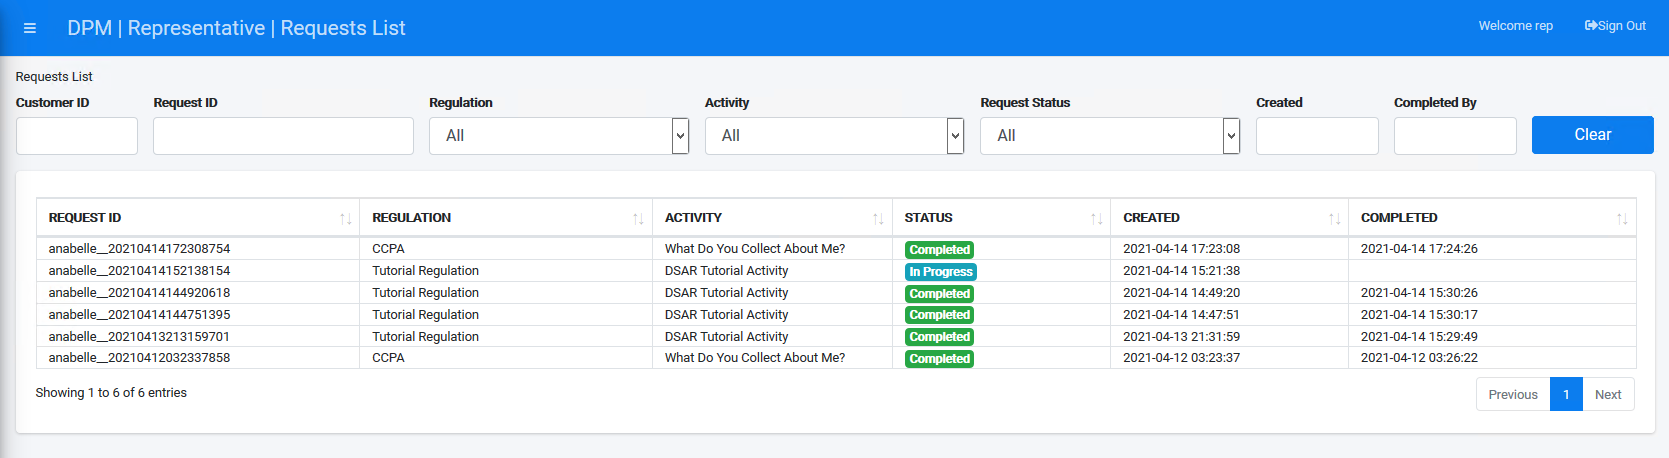 DPM | Representative | Requests List
Welcome rep
Sign Out
Requests List
Customer ID Request ID Regulation Activity Request Status Created Completed By
All All All Clear
REQUEST ID REGULATION ACTIVITY STATUS CREATED COMPLETED
anabelle__20210414172308754 CCPA What Do You Collect About Me? Completed 2021-04-14 17:23:08 2021-04-14 17:24:26
anabelle__20210414152138154 Tutorial Regulation DSAR Tutorial Activity In Progress 2021-04-14 15:21:38
anabelle__20210414144920618 Tutorial Regulation DSAR Tutorial Activity Completed 2021-04-14 14:49:20 2021-04-14 15:30:26
anabelle__20210414144751395 Tutorial Regulation DSAR Tutorial Activity Completed 2021-04-14 14:47:51 2021-04-14 15:30:17
anabelle__20210413213159701 Tutorial Regulation DSAR Tutorial Activity Completed 2021-04-13 21:31:59 2021-04-14 15:29:49
anabelle__20210412032337858 CCPA What Do You Collect About Me? Completed 2021-04-12 03:23:37 2021-04-12 03:26:22
Showing 1 to 6 of 6 entries
Previous 1 Next